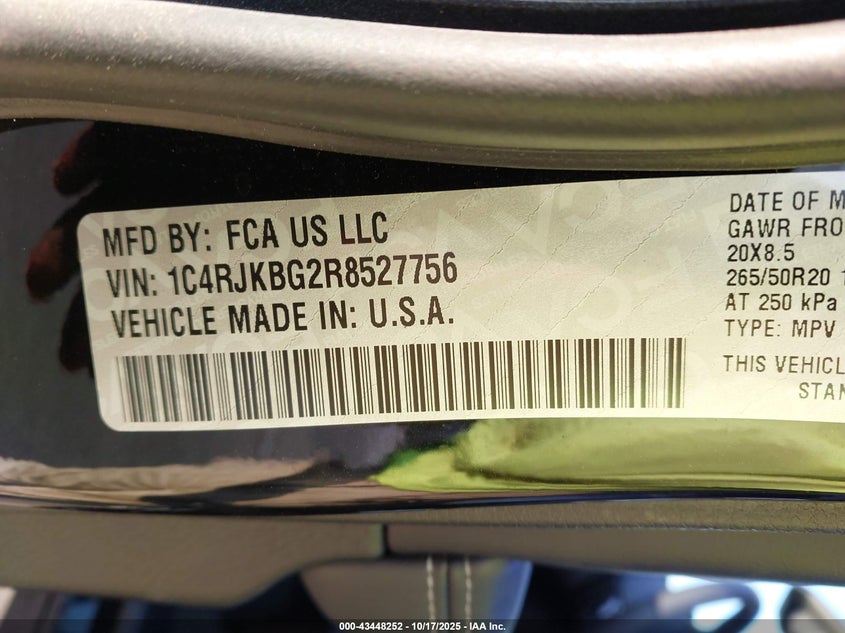 MFD BY: FCA US LLC
VIN: 1C4RJKBG2R8527756
VEHICLE MADE IN: U.S.A.
DATE OF M
GAWR FRO
20X8.5
265/50R20 1
AT 250 kPa
TYPE: MPV
THIS VEHICL
STAN
000-43448252 | 10/17/2025 | IAA Inc.